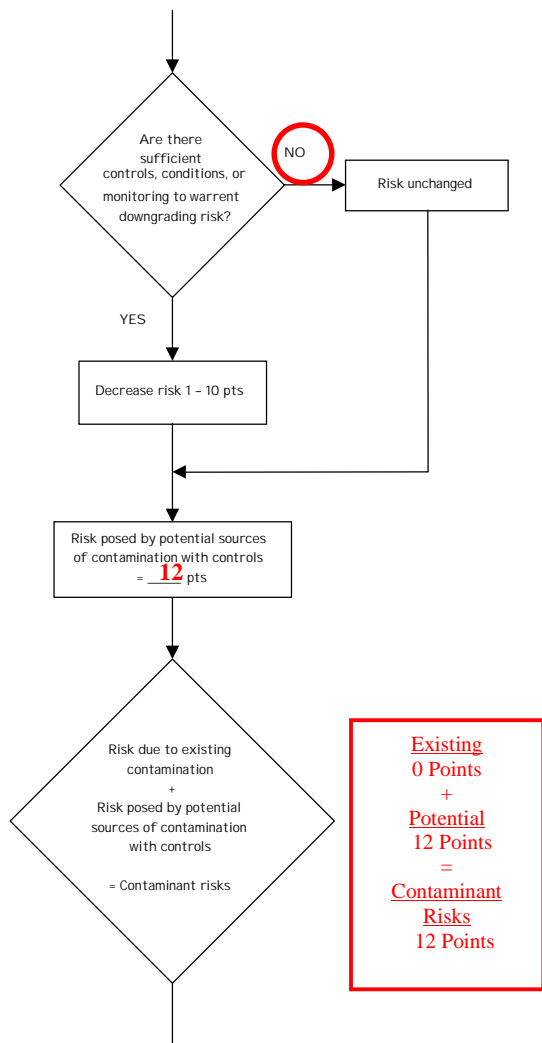 Are there
sufficient
controls, conditions, or
monitoring to warrent
downgrading risk?
NO
Risk unchanged
YES
Decrease risk 1 – 10 pts
Risk posed by potential sources
of contamination with controls
= 12 pts
Risk due to existing
contamination
+
Risk posed by potential
sources of contamination
with controls
= Contaminant risks
Existing
0 Points
+
Potential
12 Points
=
Contaminant
Risks
12 Points